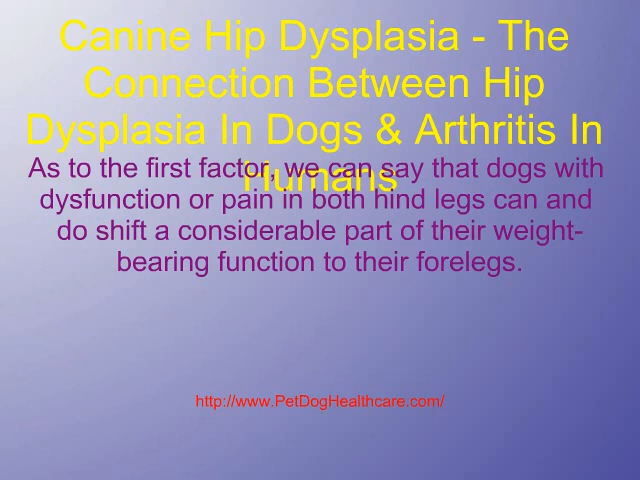 Canine Hip Dysplasia - The
Connection Between Hip
Dysplasia In Dogs & Arthritis In
Humans
As to the first factor, we can say that dogs with
dysfunction or pain in both hind legs can and
do shift a considerable part of their weight-
bearing function to their forelegs.
http://www.PetDogHealthcare.com/